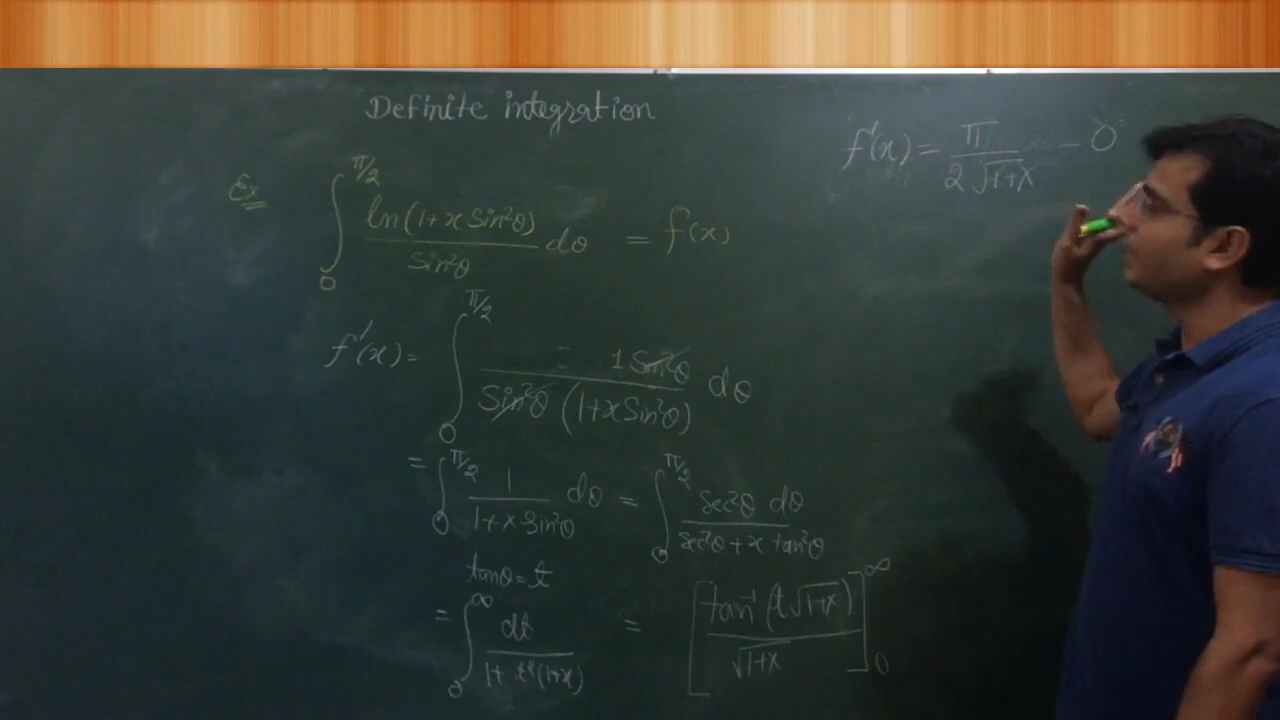 Definite integration
f'(x) = π / 2√1+x - 0
Ex ∫₀^π/2 ln(1+x Sin²θ) / Sin²θ dθ = f(x)
f'(x) = ∫₀^π/2 1 Sin²θ / Sin²θ (1+x Sin²θ) dθ
= ∫₀^π/2 1 / 1+x Sin²θ dθ = ∫₀^π/2 Sec²θ dθ / Sec²θ + x tan²θ
tanθ = t
= ∫₀^∞ dt / 1+ t²(1+x) = [tan⁻¹(t√1+x) / √1+x]₀^∞